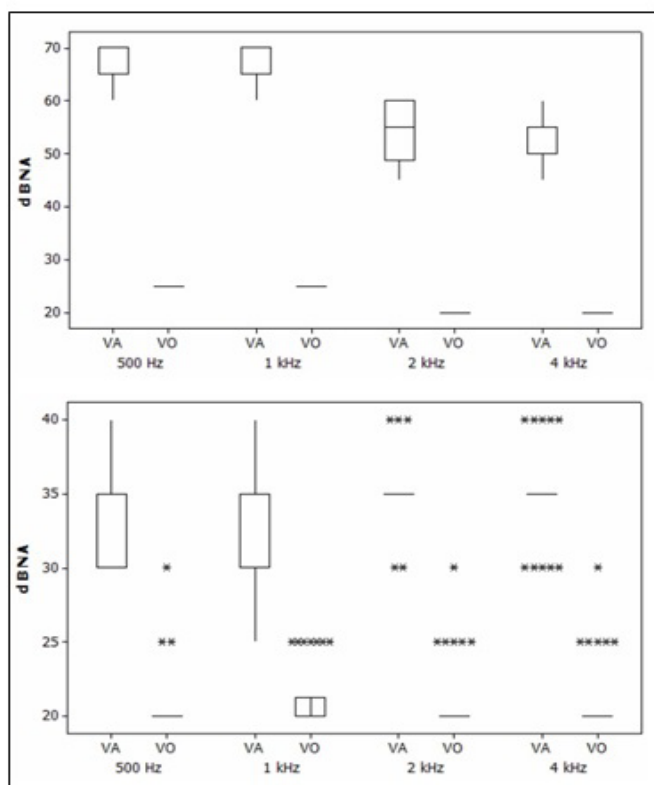 70
60
50
40
30
20
dBNA
VA VO VA VO VA VO VA VO
500 Hz 1 kHz 2 kHz 4 kHz
40
35
30
25
20
dBNA
VA VO VA VO VA VO VA VO
500 Hz 1 kHz 2 kHz 4 kHz